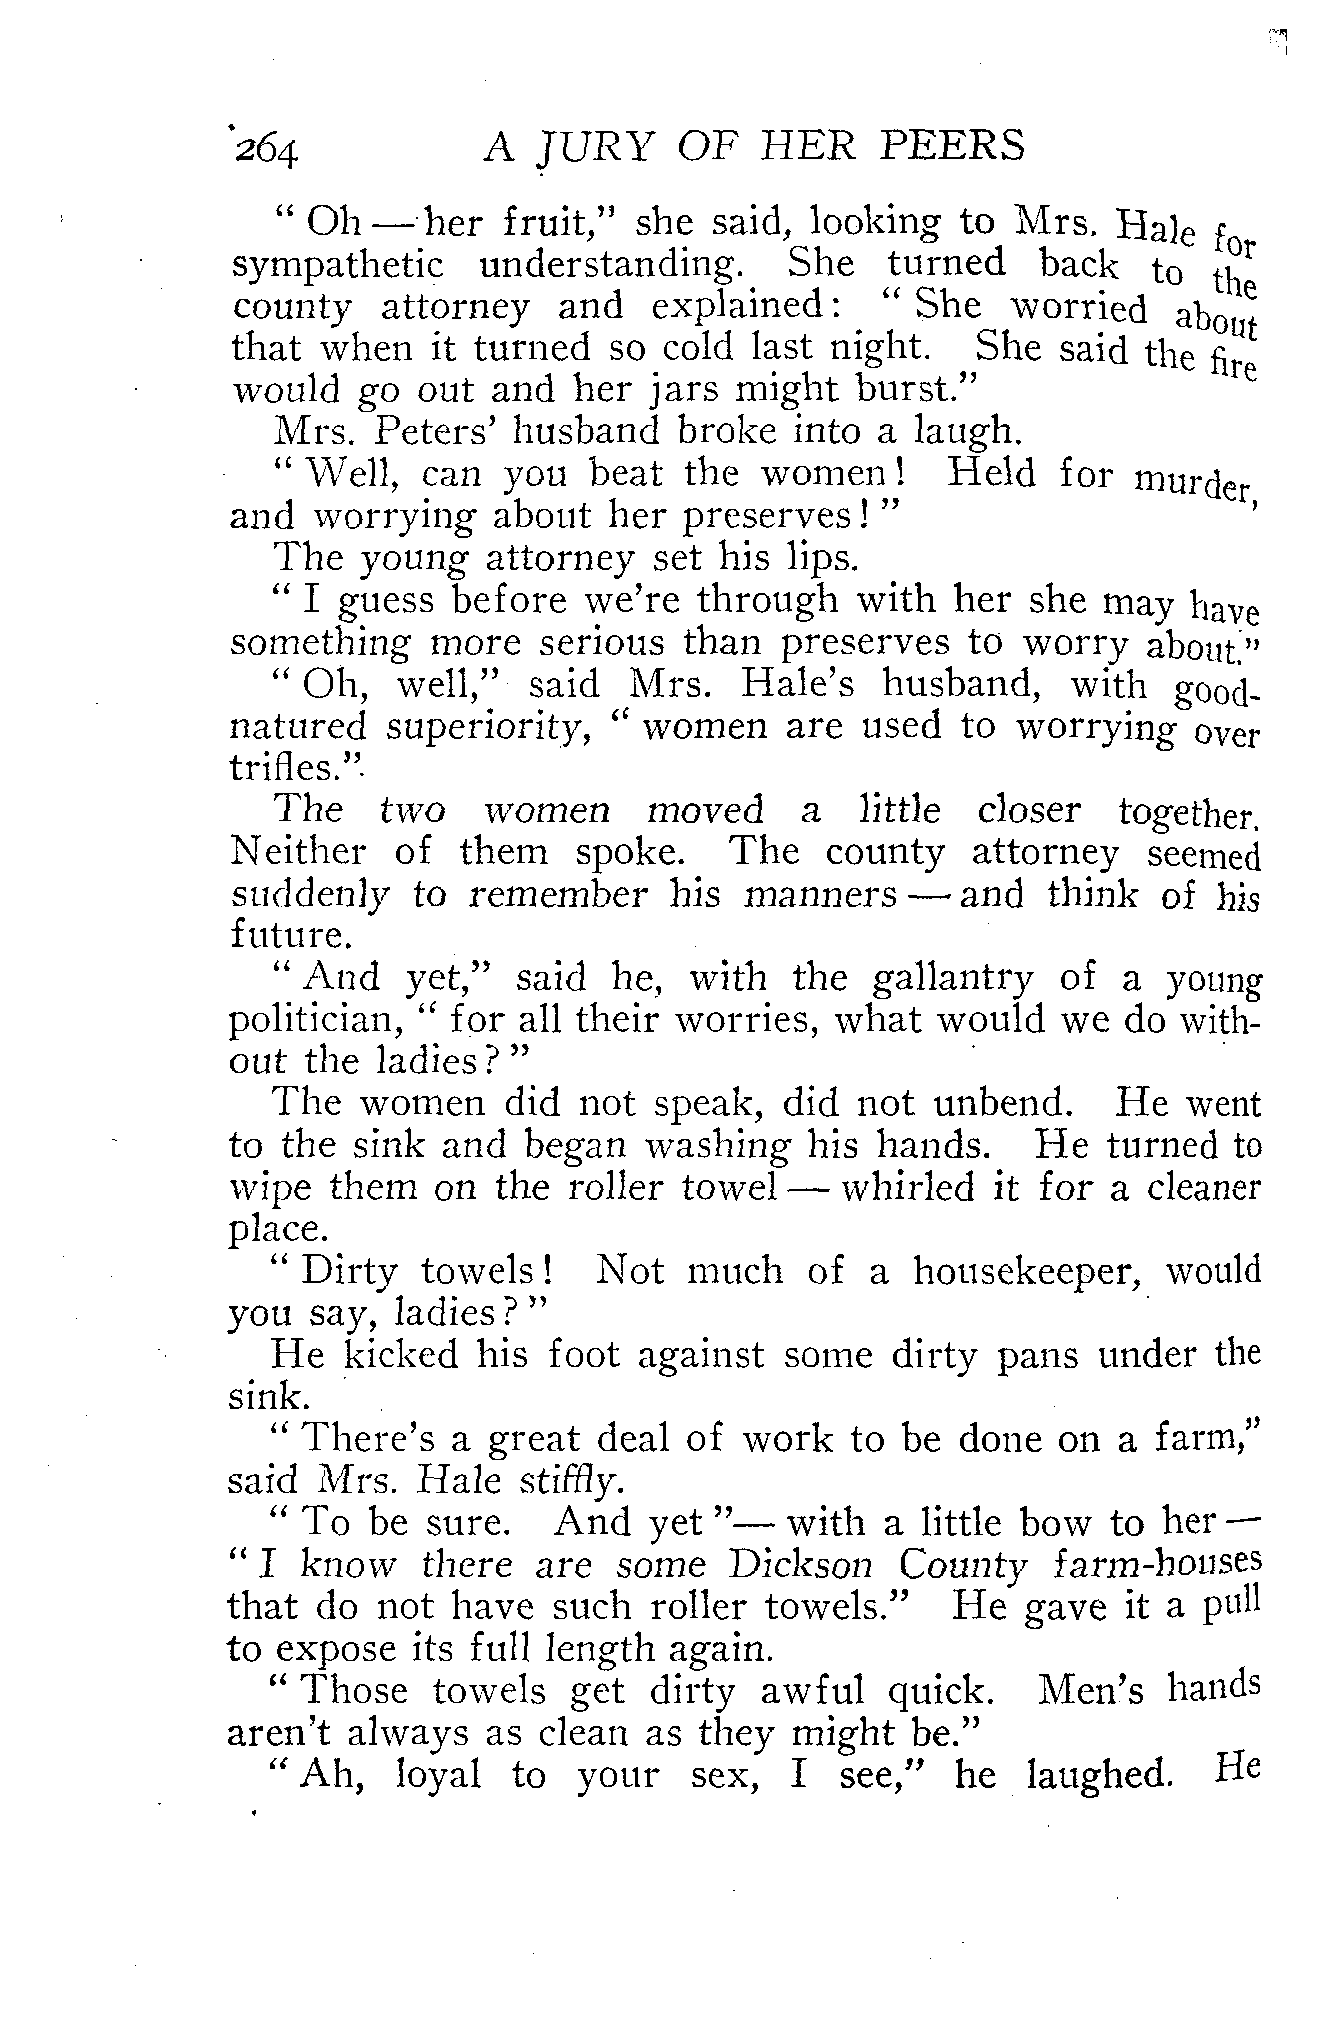 264 A JURY OF HER PEERS
“ Oh — her fruit,” she said, looking to Mrs. Hale for
sympathetic understanding. She turned back to the
county attorney and explained: “ She worried about
that when it turned so cold last night. She said the fire
would go out and her jars might burst.”
Mrs. Peters’ husband broke into a laugh.
“ Well, can you beat the women! Held for murder,
and worrying about her preserves! ”
The young attorney set his lips.
“ I guess before we’re through with her she may have
something more serious than preserves to worry about.”
“ Oh, well,” said Mrs. Hale’s husband, with good-
natured superiority, “ women are used to worrying over
trifles.”
The two women moved a little closer together.
Neither of them spoke. The county attorney seemed
suddenly to remember his manners — and think of his
future.
“ And yet,” said he, with the gallantry of a young
politician, “ for all their worries, what would we do with-
out the ladies? ”
The women did not speak, did not unbend. He went
to the sink and began washing his hands. He turned to
wipe them on the roller towel — whirled it for a cleaner
place.
“ Dirty towels! Not much of a housekeeper, would
you say, ladies? ”
He kicked his foot against some dirty pans under the
sink.
“ There’s a great deal of work to be done on a farm,”
said Mrs. Hale stiffly.
“ To be sure. And yet ”— with a little bow to her —
“ I know there are some Dickson County farm-houses
that do not have such roller towels.” He gave it a pull
to expose its full length again.
“ Those towels get dirty awful quick. Men’s hands
aren’t always as clean as they might be.”
“ Ah, loyal to your sex, I see,” he laughed. He